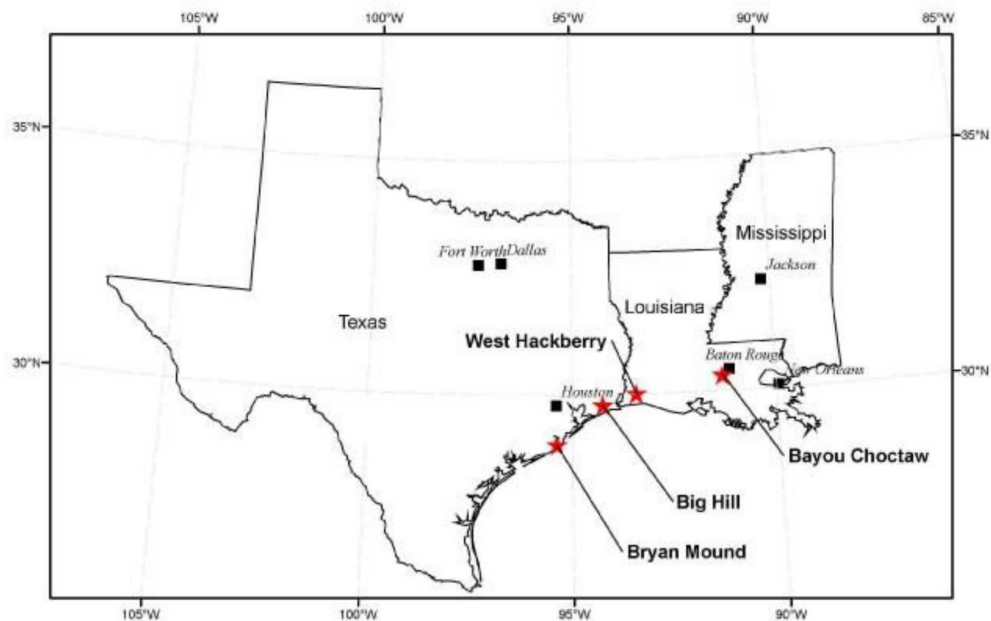 105°W 100°W 95°W 90°W 85°W
35°N 35°N
Mississippi
Fort Worth Dallas
Jackson
Louisiana
Texas
West Hackberry
Baton Rouge
30°N 30°N
New Orleans
Houston
Bayou Choctaw
Big Hill
Bryan Mound
105°W 100°W 95°W 90°W